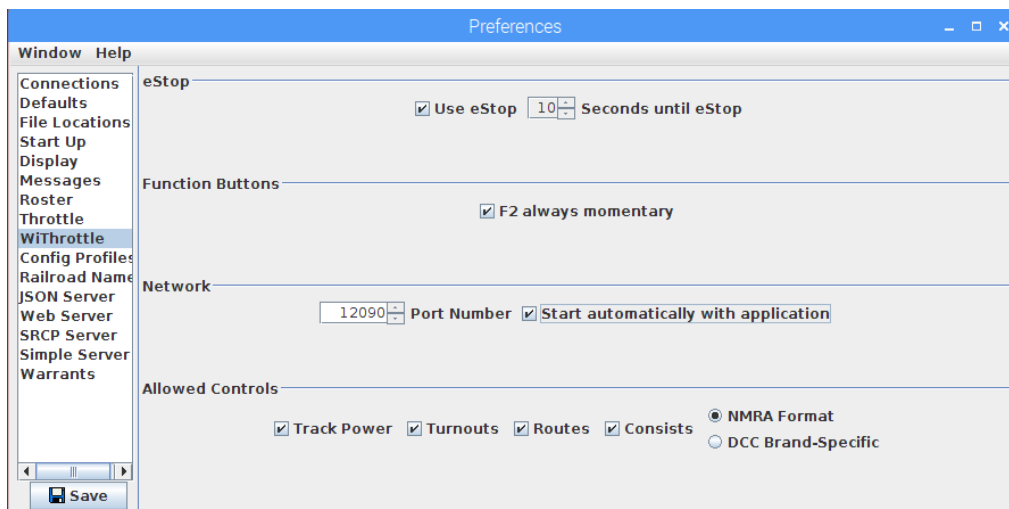 Preferences
Window Help
Connections
Defaults
File Locations
Start Up
Display
Messages
Roster
Throttle
WiThrottle
Config Profiles
Railroad Name
JSON Server
Web Server
SRCP Server
Simple Server
Warrants
Save
eStop
Use eStop 10 Seconds until eStop
Function Buttons
F2 always momentary
Network
12090 Port Number Start automatically with application
Allowed Controls
Track Power Turnouts Routes Consists
NMRA Format
DCC Brand-Specific